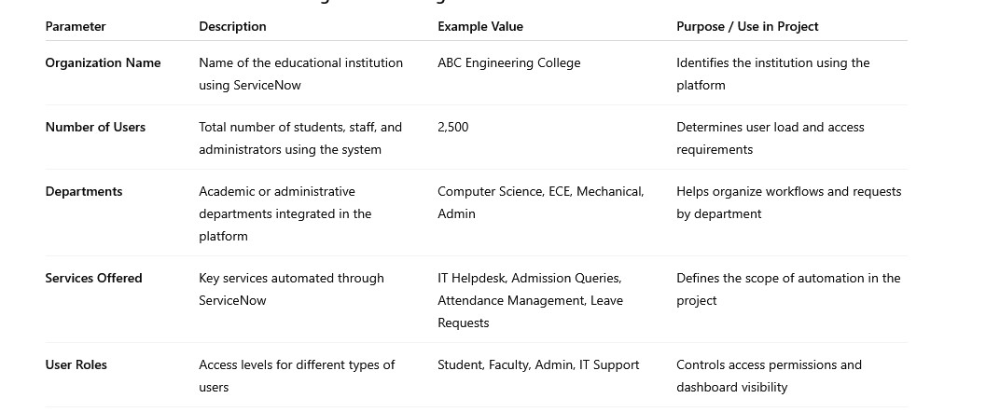 Parameter Description Example Value Purpose / Use in Project
Organization Name Name of the educational institution ABC Engineering College Identifies the institution using the
using ServiceNow platform
Number of Users Total number of students, staff, and 2,500 Determines user load and access
administrators using the system requirements
Departments Academic or administrative Computer Science, ECE, Mechanical, Helps organize workflows and requests
departments integrated in the Admin by department
platform
Services Offered Key services automated through IT Helpdesk, Admission Queries, Defines the scope of automation in the
ServiceNow Attendance Management, Leave project
Requests
User Roles Access levels for different types of Student, Faculty, Admin, IT Support Controls access permissions and
users dashboard visibility